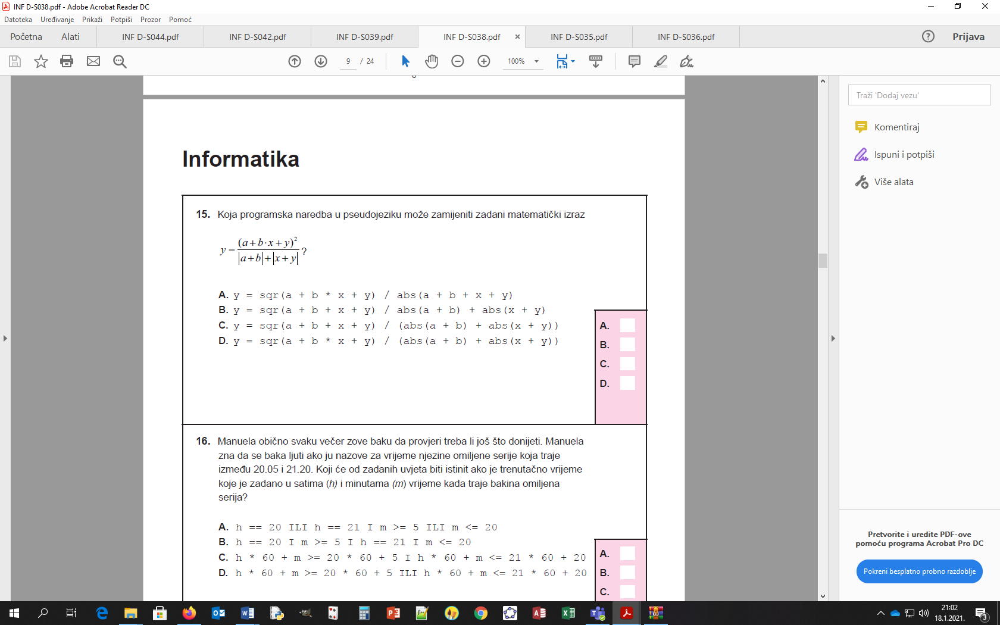 INF D-S038.pdf - Adobe Acrobat Reader DC
Datoteka Uređivanje Prikaži Potpiši Prozor Pomoć
Početna Alati INF D-S044.pdf INF D-S042.pdf INF D-S039.pdf INF D-S038.pdf × INF D-S035.pdf INF D-S036.pdf ? Prijava
9 / 24 100%
Traži 'Dodaj vezu'
Komentiraj
Ispuni i potpiši
Više alata
Informatika
15. Koja programska naredba u pseudojeziku može zamijeniti zadani matematički izraz
y = (a+b·x+y)² / |a+b|+|x+y| ?
A. y = sqr(a + b * x + y) / abs(a + b + x + y)
B. y = sqr(a + b + x + y) / abs(a + b) + abs(x + y)
C. y = sqr(a + b + x + y) / (abs(a + b) + abs(x + y))
D. y = sqr(a + b * x + y) / (abs(a + b) + abs(x + y))
A.
B.
C.
D.
16. Manuela obično svaku večer zove baku da provjeri treba li još što donijeti. Manuela
zna da se baka ljuti ako ju nazove za vrijeme njezine omiljene serije koja traje
između 20.05 i 21.20. Koji će od zadanih uvjeta biti istinit ako je trenutačno vrijeme
koje je zadano u satima (h) i minutama (m) vrijeme kada traje bakina omiljena
serija?
A. h == 20 ILI h == 21 I m >= 5 ILI m <= 20
B. h == 20 I m >= 5 I h == 21 I m <= 20
C. h * 60 + m >= 20 * 60 + 5 I h * 60 + m <= 21 * 60 + 20
D. h * 60 + m >= 20 * 60 + 5 ILI h * 60 + m <= 21 * 60 + 20
A.
B.
C.
Pretvorite i uredite PDF-ove
pomoću programa Acrobat Pro DC
Pokreni besplatno probno razdoblje
21:02
18.1.2021.
3